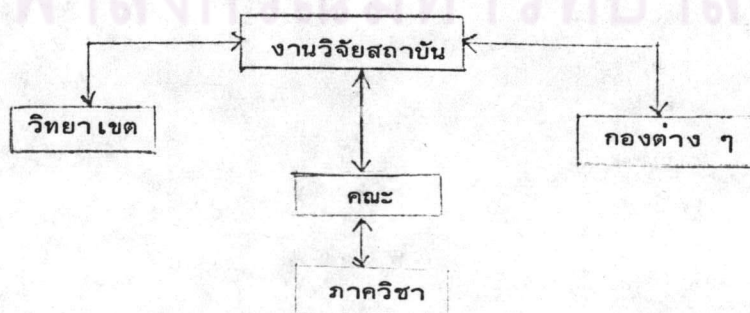 งานวิจัยสถาบัน
วิทยาเขต
กองต่าง ๆ
คณะ
ภาควิชา